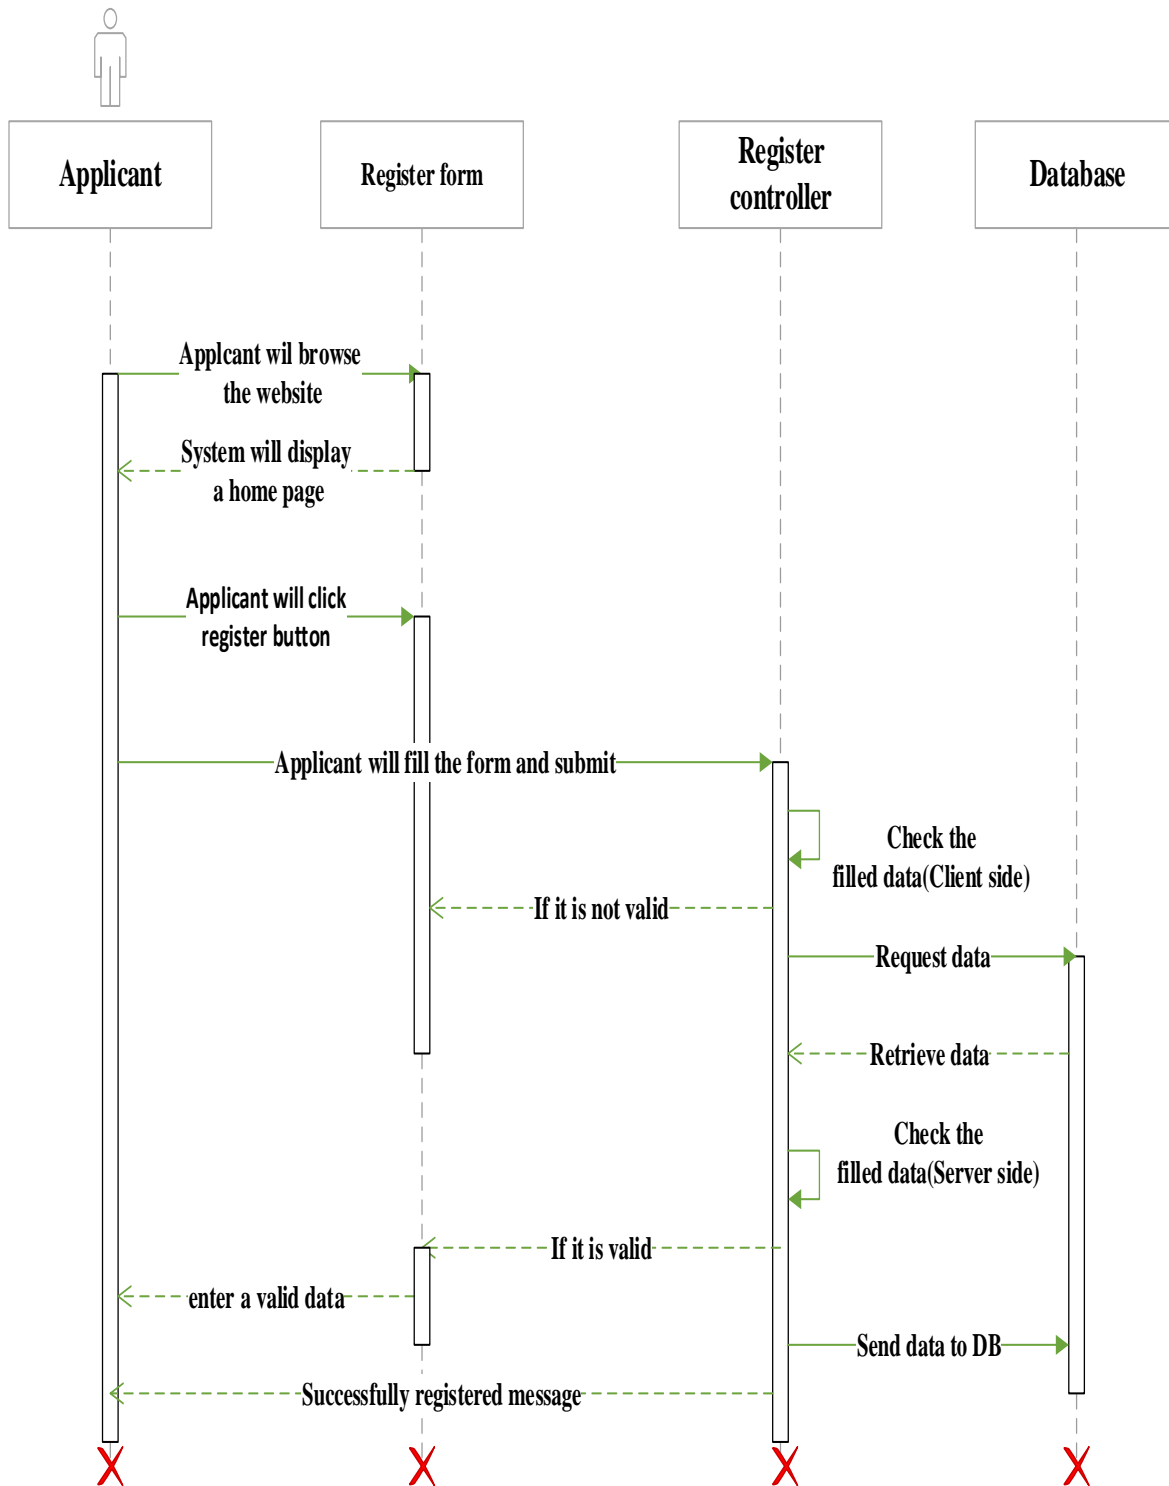 Applicant
Register form
Register
controller
Database
Applcant wil browse
the website
System will display
a home page
Applicant will click
register button
Applicant will fill the form and submit
Check the
filled data(Client side)
If it is not valid
Request data
Retrieve data
Check the
filled data(Server side)
If it is valid
enter a valid data
Send data to DB
Successfully registered message